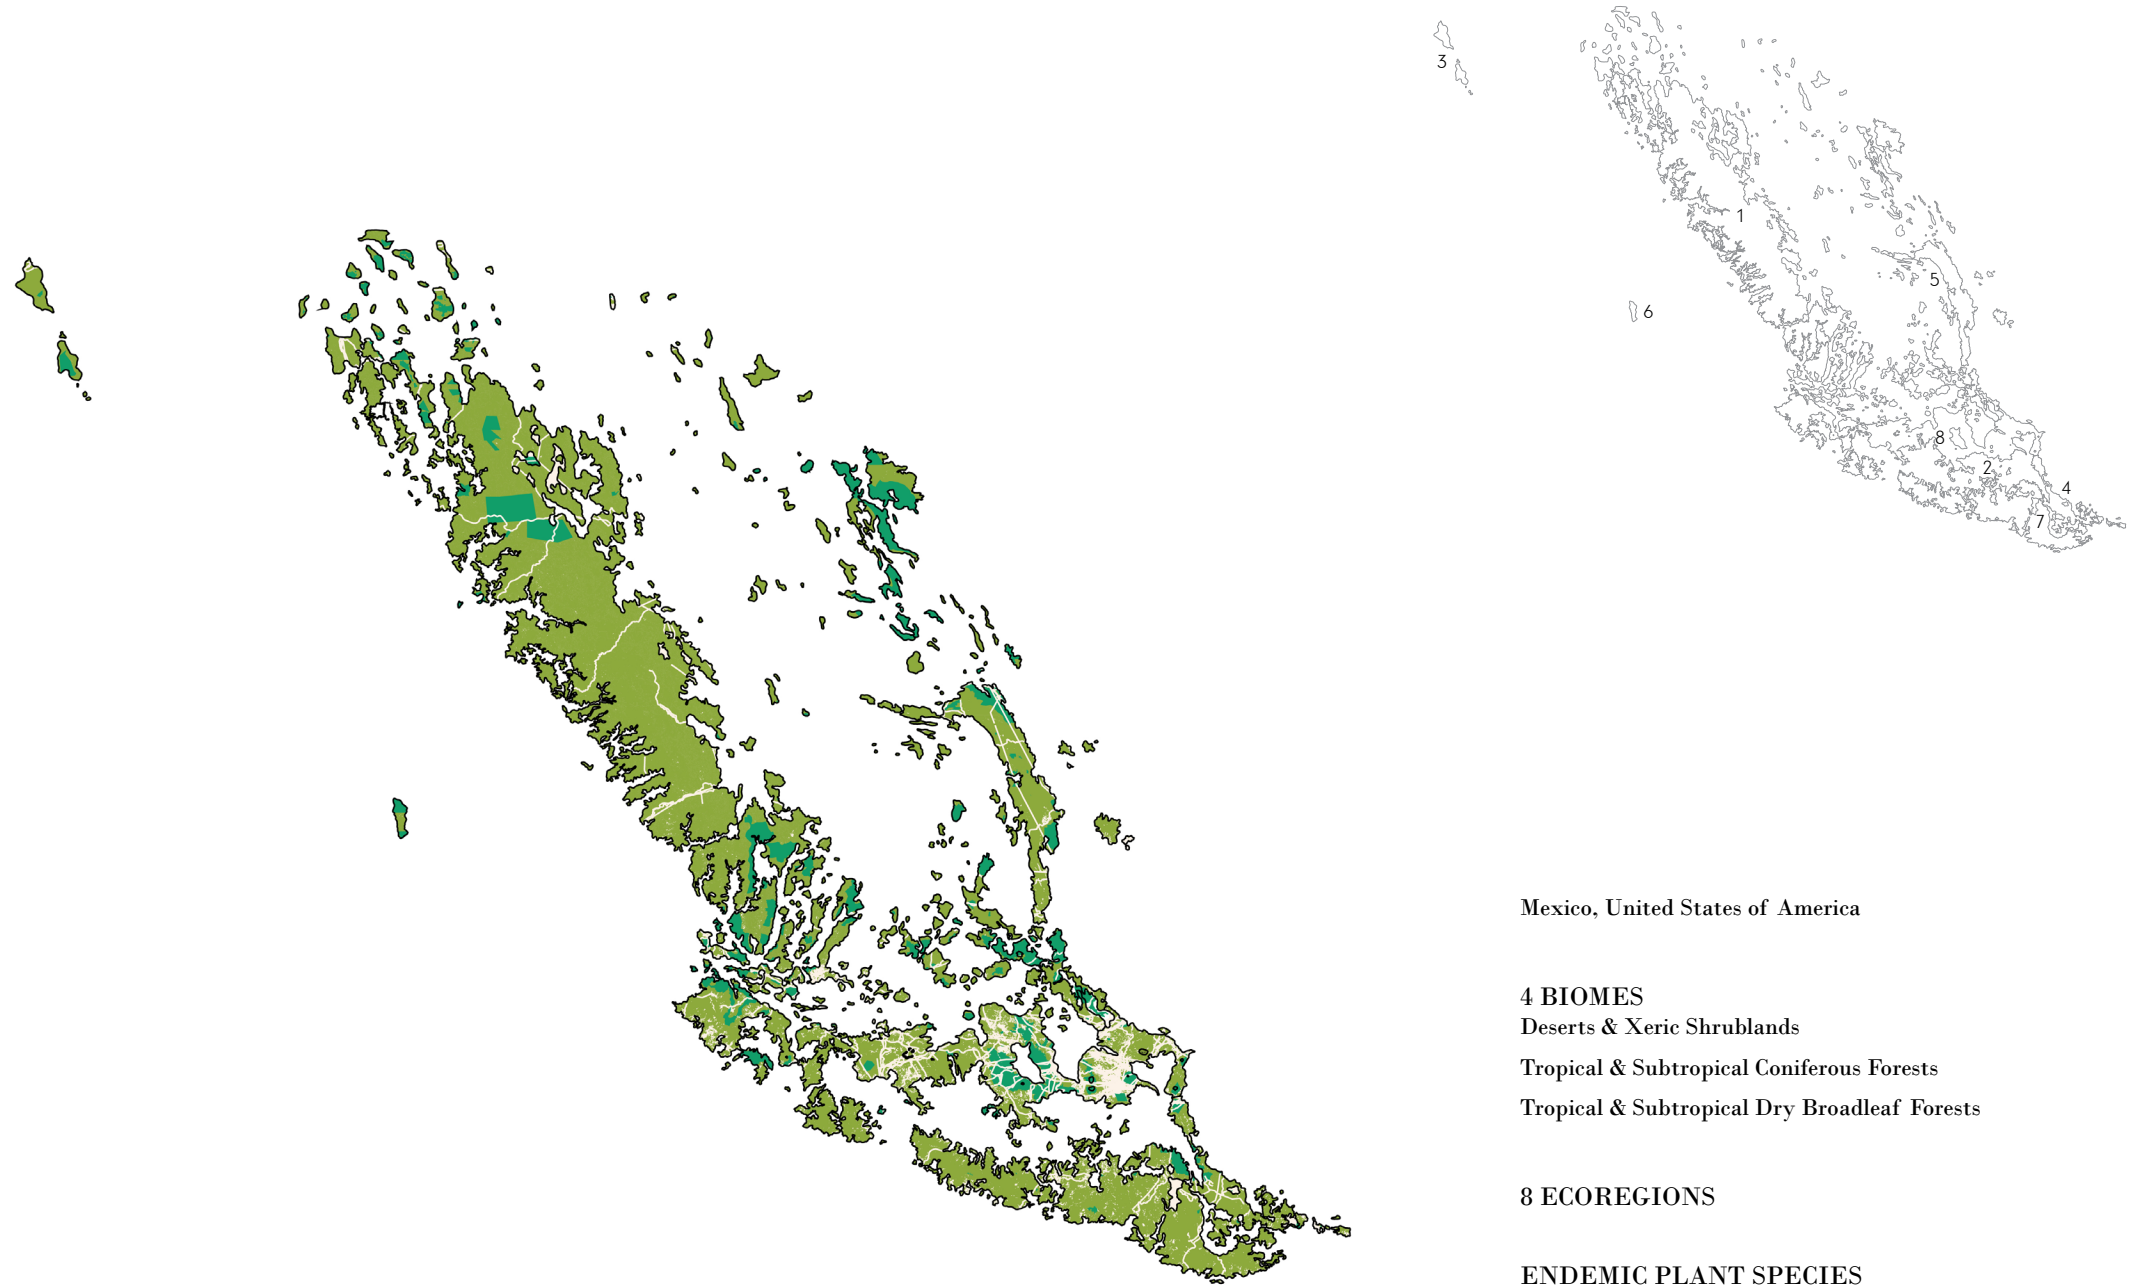 3
1
5
6
8
2
4
7
Mexico, United States of America
4 BIOMES
Deserts & Xeric Shrublands
Tropical & Subtropical Coniferous Forests
Tropical & Subtropical Dry Broadleaf Forests
8 ECOREGIONS
ENDEMIC PLANT SPECIES